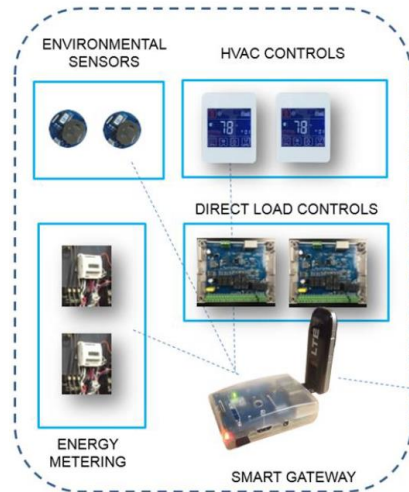 ENVIRONMENTAL
SENSORS
HVAC CONTROLS
78
78
DIRECT LOAD CONTROLS
LTE
ENERGY
METERING
SMART GATEWAY